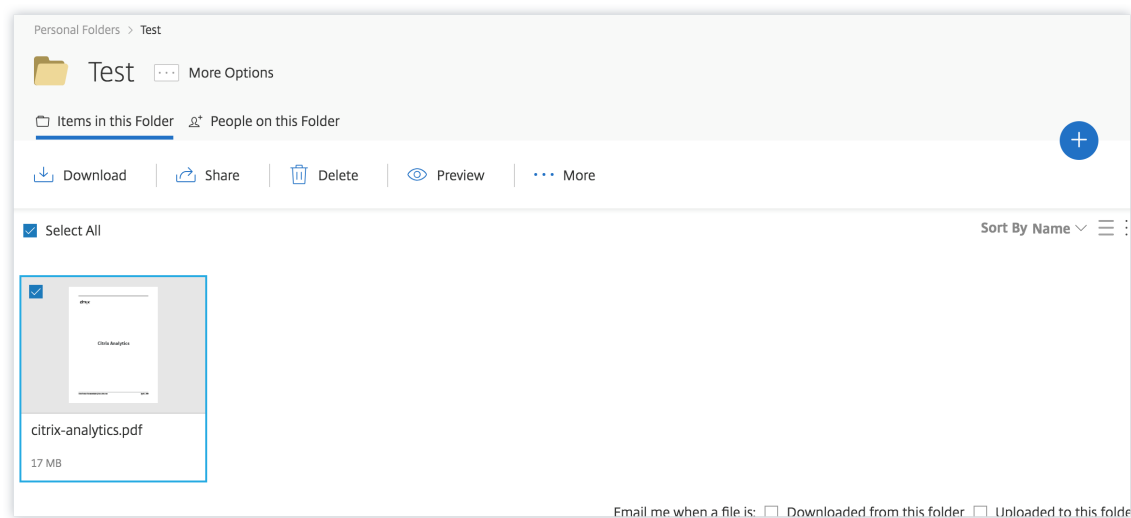 Personal Folders > Test
Test ··· More Options
Items in this Folder People on this Folder
+
Download Share Delete Preview ··· More
Select All
Sort By Name
citrix
Citrix Analytics
citrix-analytics.pdf
17 MB
Email me when a file is: Downloaded from this folder Uploaded to this folde